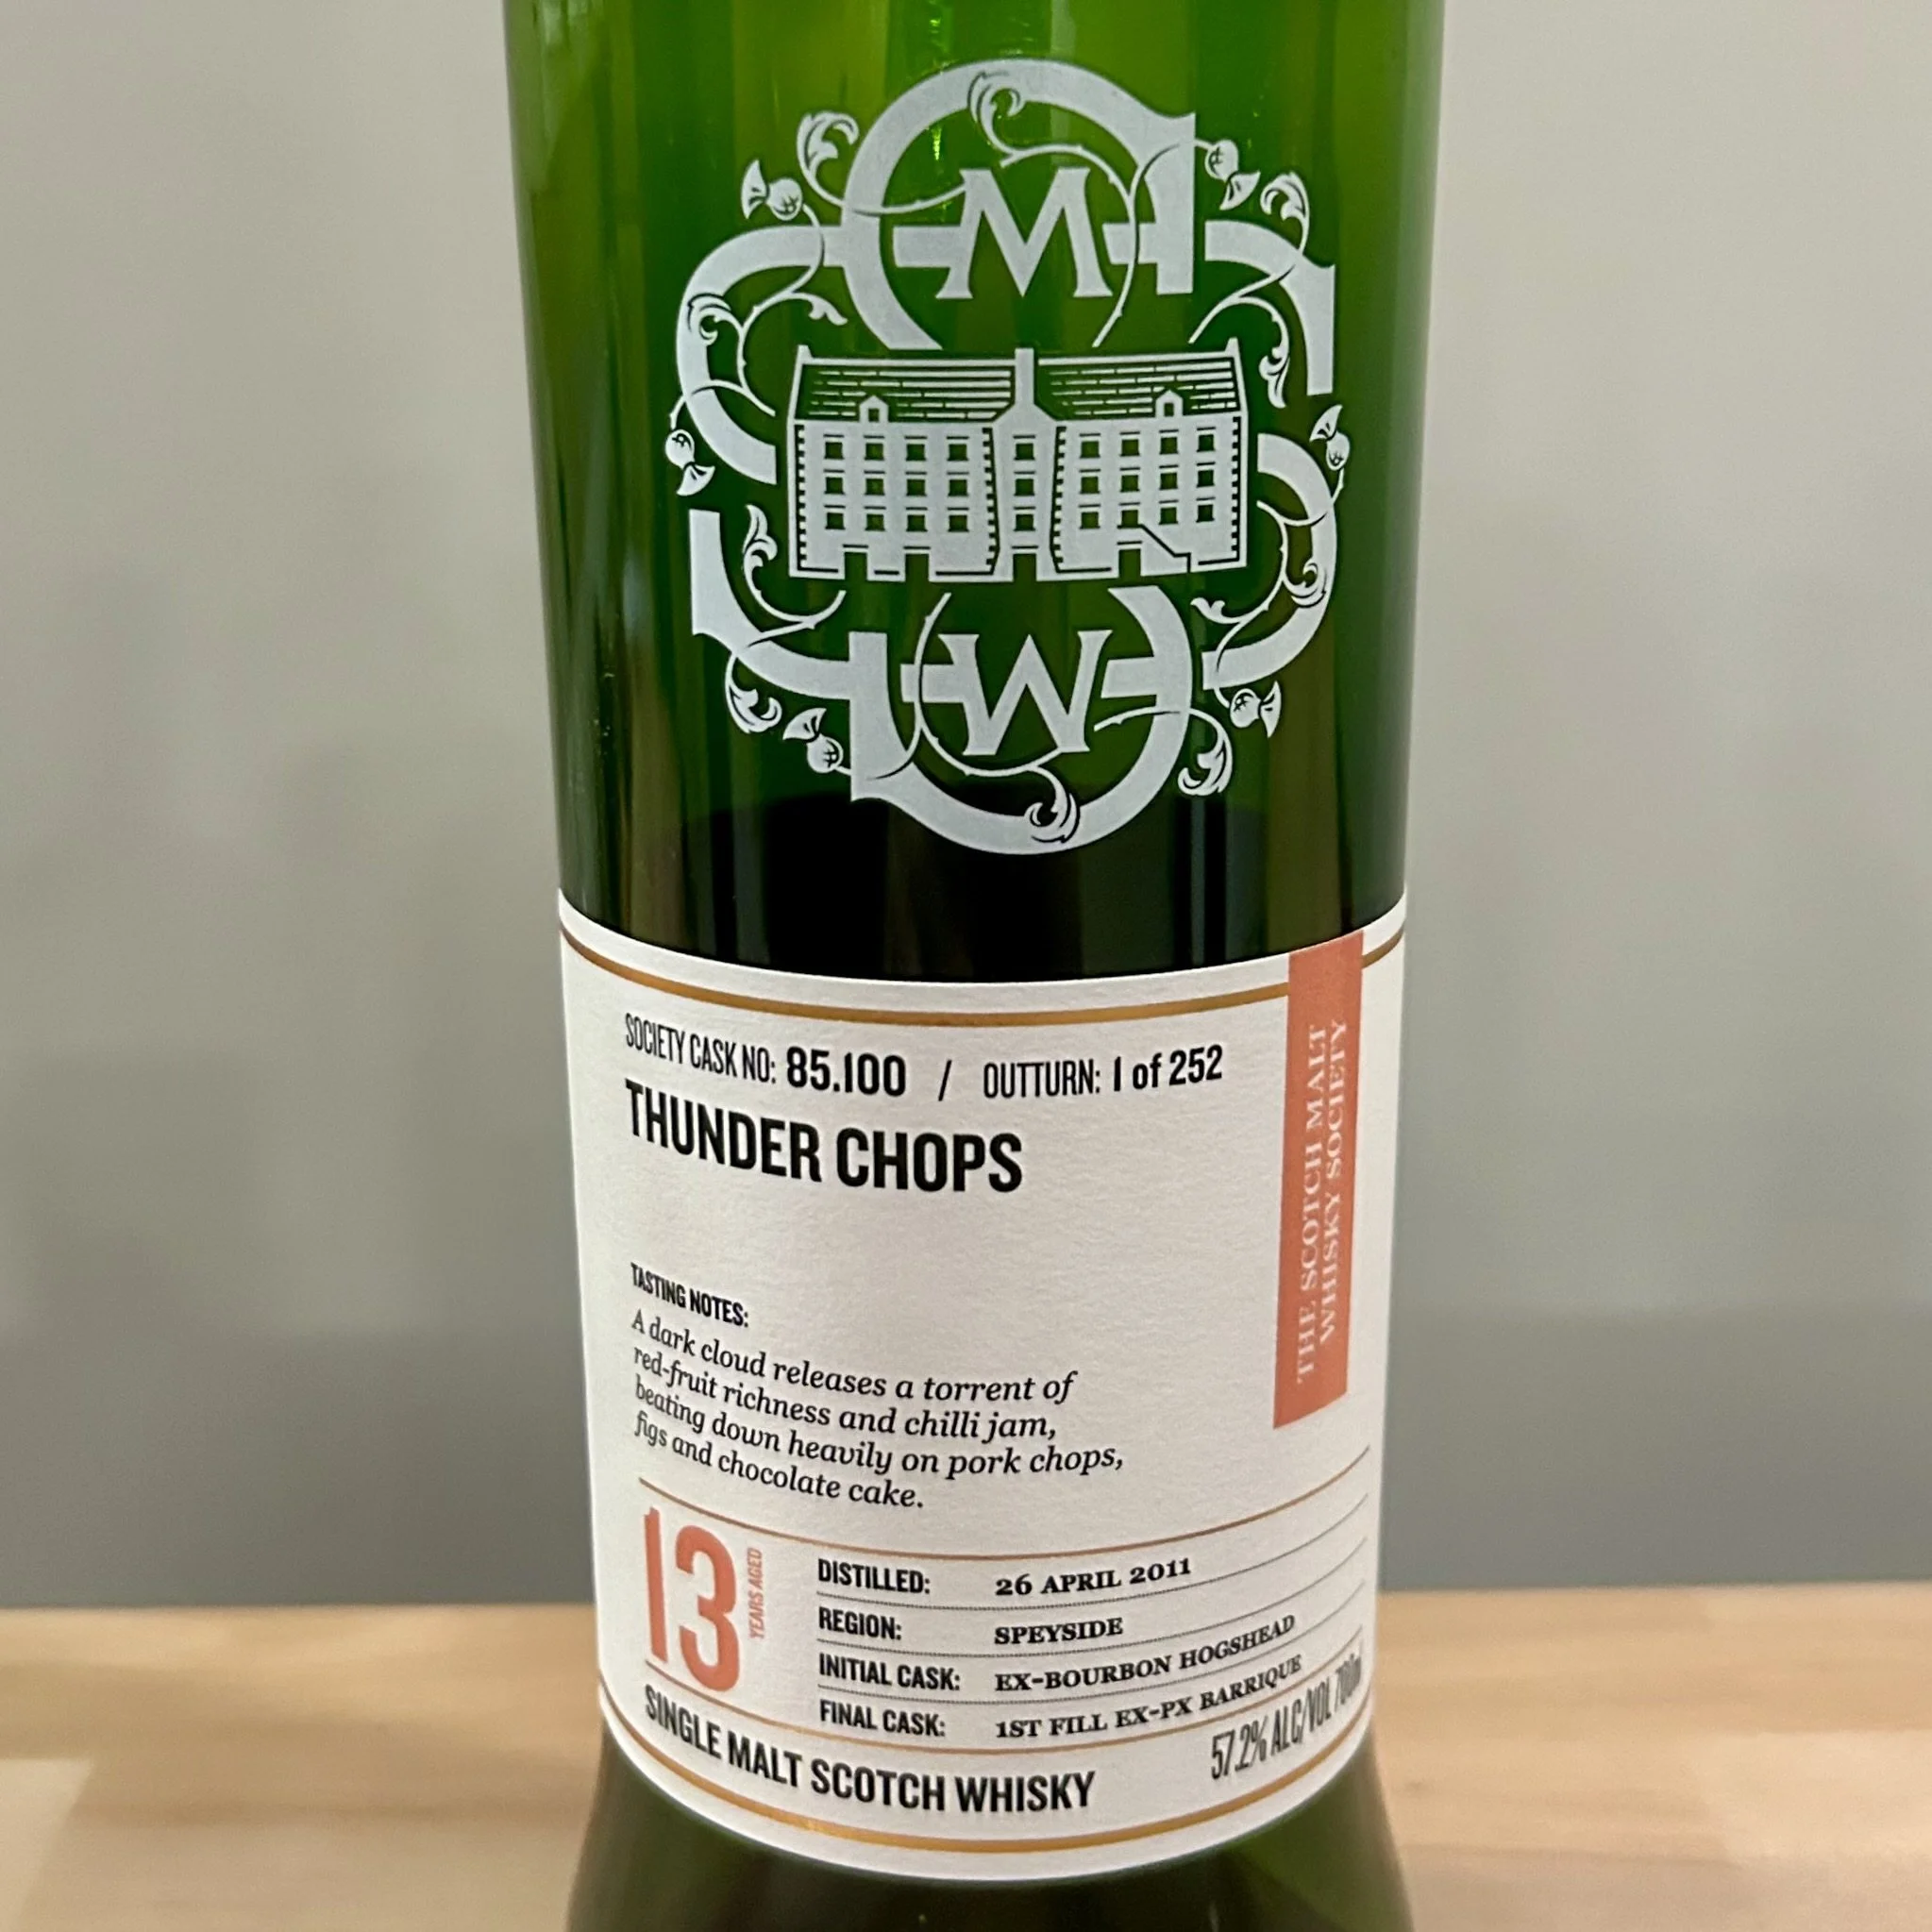 M
W
SOCIETY CASK NO: 85.100 / OUTTURN: 1 of 252
THUNDER CHOPS
THE SCOTCH MALT
WHISKY SOCIETY
TASTING NOTES:
A dark cloud releases a torrent of
red-fruit richness and chilli jam,
beating down heavily on pork chops,
figs and chocolate cake.
13
YEARS AGED
DISTILLED: 26 APRIL 2011
REGION: SPEYSIDE
INITIAL CASK: EX-BOURBON HOGSHEAD
FINAL CASK: 1ST FILL EX-PX BARRIQUE
SINGLE MALT SCOTCH WHISKY
57.2% ALC/VOL 700ml